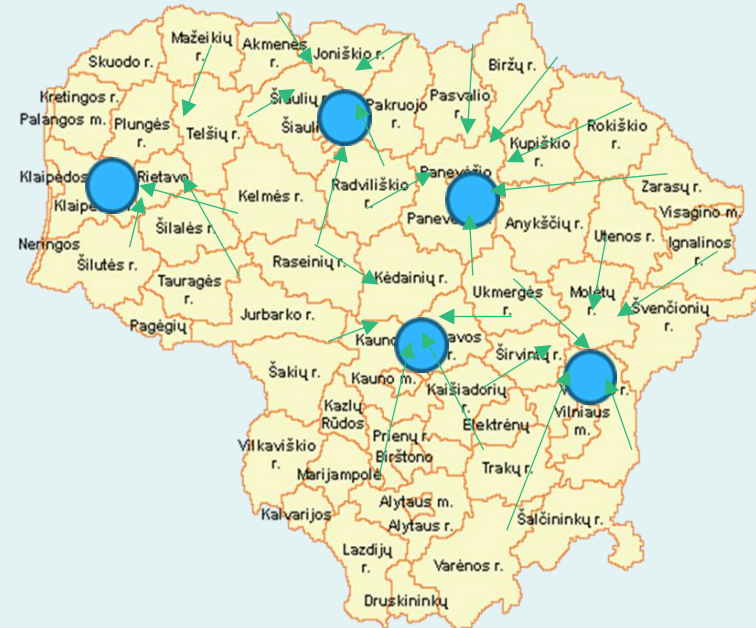 Mažeikių
r.
Akmenės
r.
Joniškio r.
Skuodo r.
Biržų r.
Kretingos r.
Palangos m.
Plungės
r.
Telšių r.
Šiaulių
Šiauli
Pakruojo
r.
Pasvalio
r.
Kupiškio
r.
Rokiškio
r.
Klaipėdos
Rietavo
Kelmės r.
Radviliškio
r.
Panevėžio
Zarasų r.
Visagino m.
Neringos
Šilutės r.
Šilalės r.
Anykščių r.
Utenos r.
Ignalinos
r.
Raseinių r.
Kėdainių r.
Tauragės
r.
Ukmergės
r.
Molėtų
r.
Švenčionių
r.
Pagėgių
Jurbarko r.
Kauno
r.
Širvintų r.
Šakių r.
Kauno m.
Kaišiadorių
r.
r.
Vilniaus
m.
Kazlų
Rūdos
Elektrėnų
Prienų r.
Birštono
Vilkaviškio
r.
Marijampolė
Trakų r.
Kalvarijos
Alytaus m.
Alytaus r.
Šalčininkų r.
Lazdijų
r.
Varėnos r.
Druskininkų